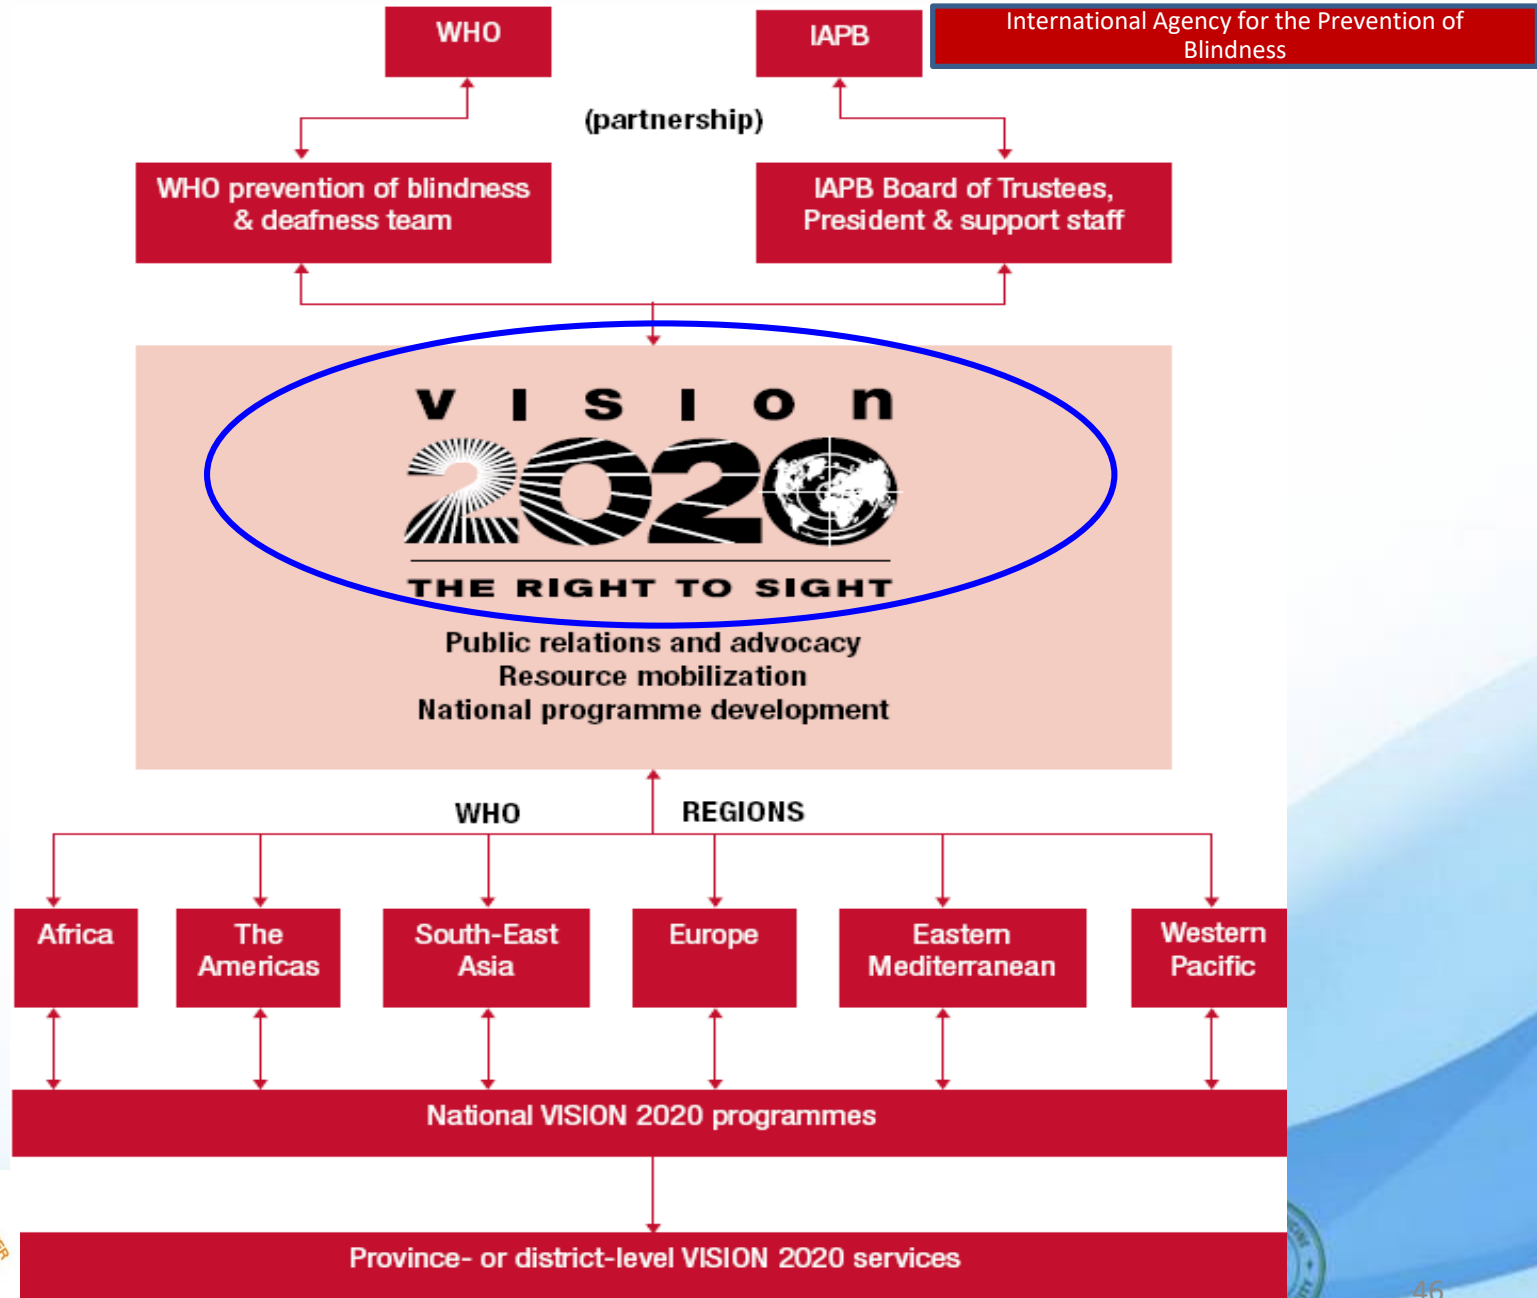 WHO
IAPB
International Agency for the Prevention of
Blindness
(partnership)
WHO prevention of blindness
& deafness team
IAPB Board of Trustees,
President & support staff
vision
2020
THE RIGHT TO SIGHT
Public relations and advocacy
Resource mobilization
National programme development
WHO REGIONS
Africa
The
Americas
South-East
Asia
Europe
Eastern
Mediterranean
Western
Pacific
National VISION 2020 programmes
Province- or district-level VISION 2020 services
46